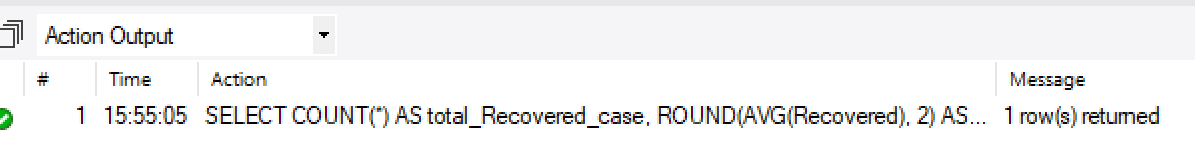 Action Output
# Time Action Message
1 15:55:05 SELECT COUNT(*) AS total_Recovered_case, ROUND(AVG(Recovered), 2) AS... 1 row(s) returned